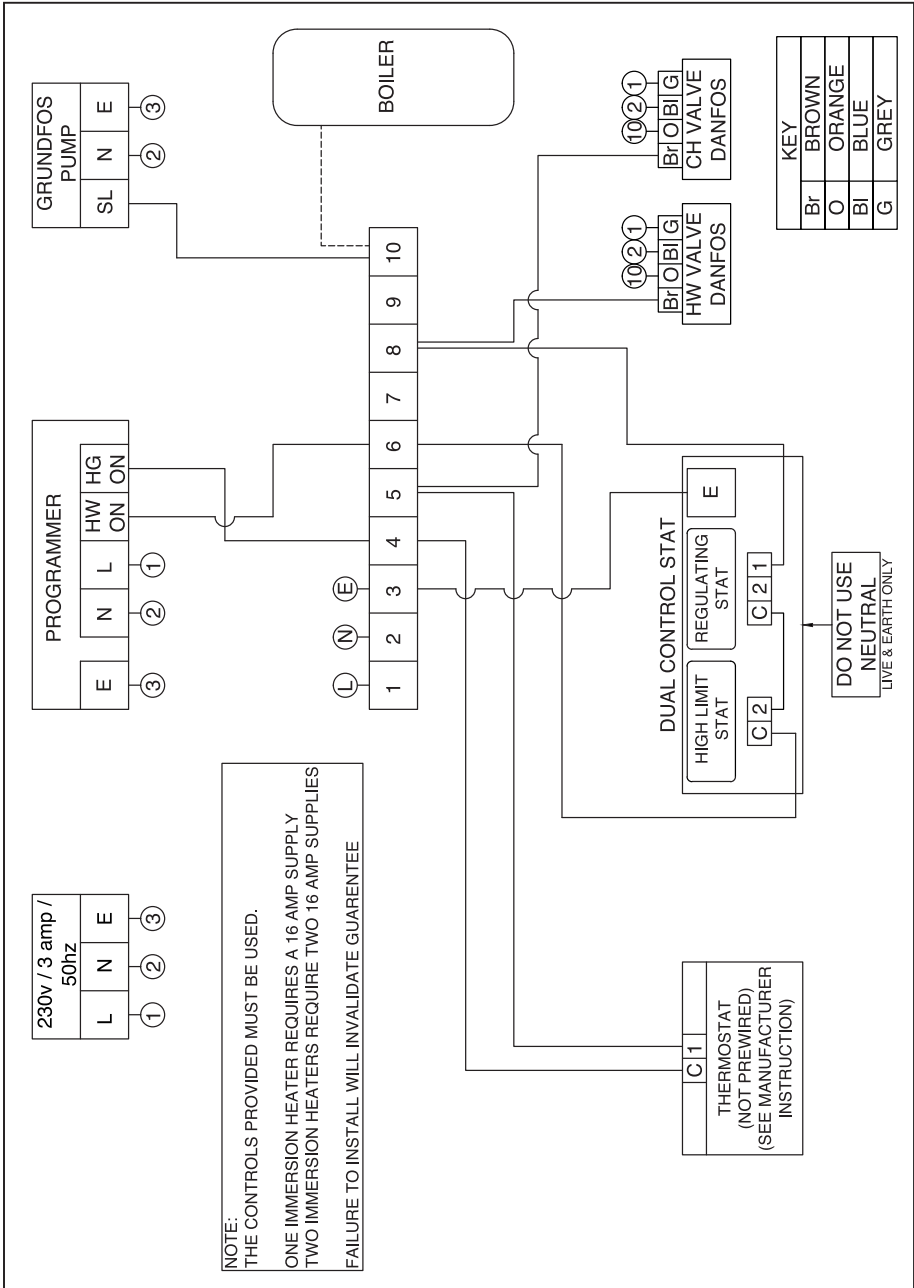 230v / 3 amp /
50hz
L N E
1 2 3
PROGRAMMER
E N L HW ON HG ON
3 2 1
GRUNDFOS
PUMP
SL N E
2 3
NOTE:
THE CONTROLS PROVIDED MUST BE USED.
ONE IMMERSION HEATER REQUIRES A 16 AMP SUPPLY
TWO IMMERSION HEATERS REQUIRE TWO 16 AMP SUPPLIES
FAILURE TO INSTALL WILL INVALIDATE GUARENTEE
L N E
1 2 3 4 5 6 7 8 9 10
BOILER
THERMOSTAT
(NOT PREWIRED)
(SEE MANUFACTURER
INSTRUCTION)
C 1
DUAL CONTROL STAT
HIGH LIMIT
STAT
REGULATING
STAT
E
C 2
C 2 1
DO NOT USE
NEUTRAL
LIVE & EARTH ONLY
10 2 1
Br O Bl G
HW VALVE
DANFOS
10 2 1
Br O Bl G
CH VALVE
DANFOS
KEY
Br BROWN
O ORANGE
Bl BLUE
G GREY